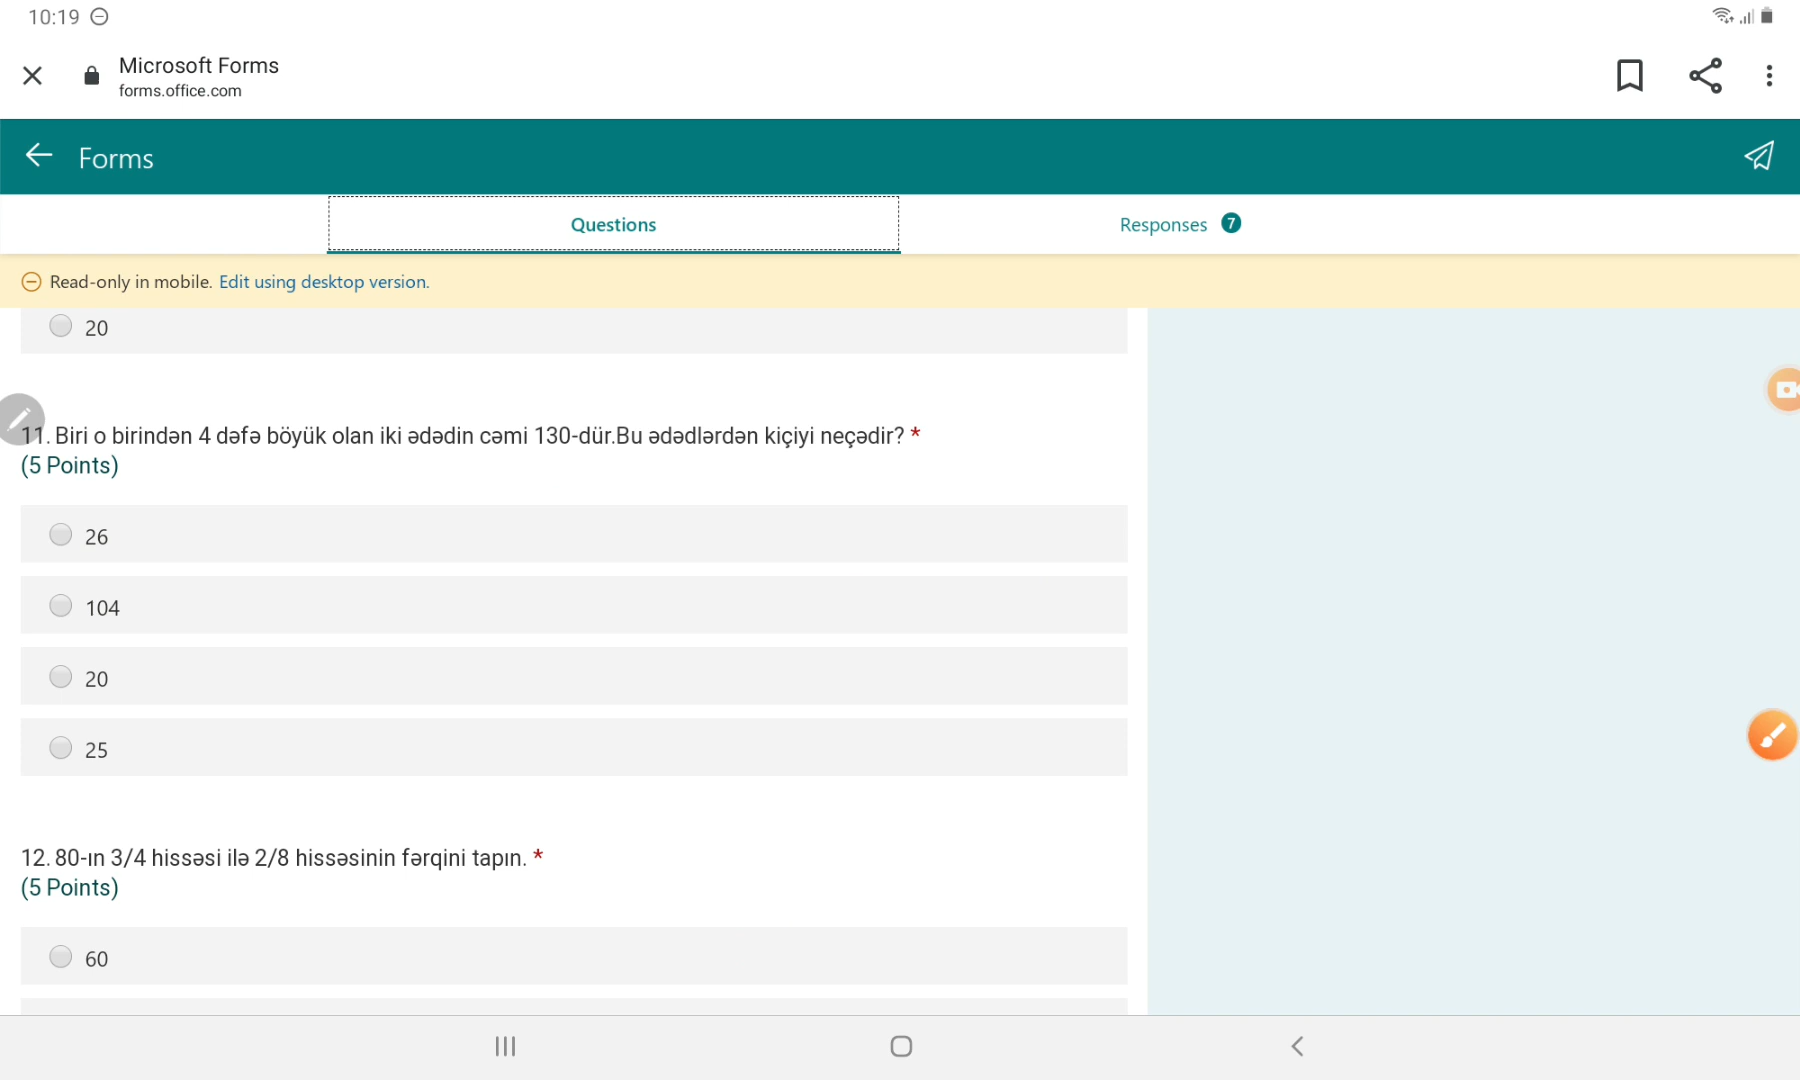 10:19
Microsoft Forms
forms.office.com
Forms
Questions
Responses 7
Read-only in mobile. Edit using desktop version.
20
11. Biri o birindən 4 dəfə böyük olan iki ədədin cəmi 130-dür.Bu ədədlərdən kiçiyi neçədir? *
(5 Points)
26
104
20
25
12. 80-ın 3/4 hissəsi ilə 2/8 hissəsinin fərqini tapın. *
(5 Points)
60